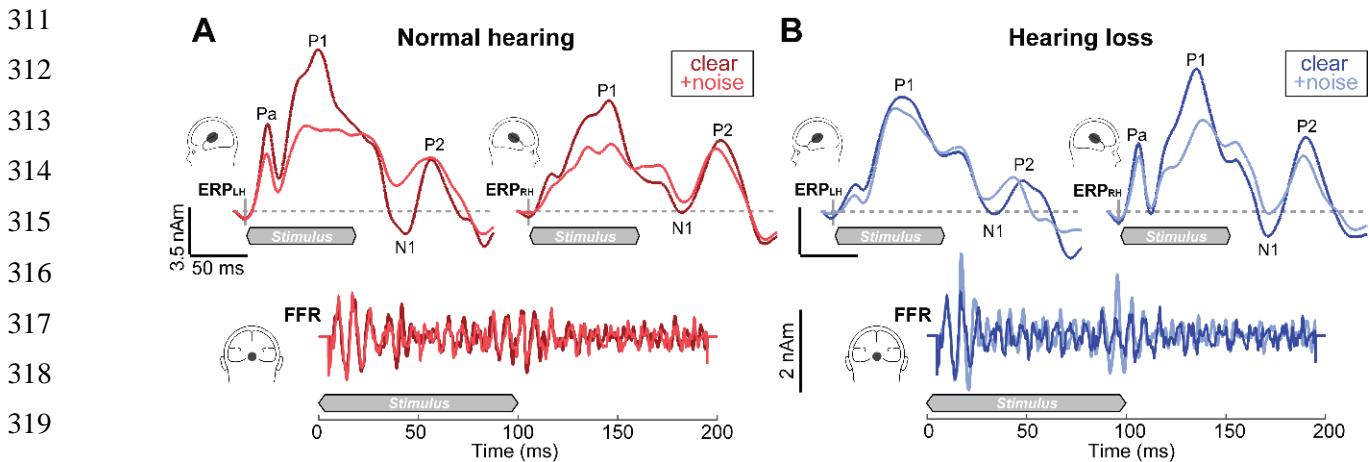 311
312
313
314
315
316
317
318
319
A
Normal hearing
clear
+noise
Pa
P1
P2
N1
ERPLH
3.5 nAm
50 ms
Stimulus
P1
P2
N1
ERPRH
Stimulus
FFR
Stimulus
0 50 100 150 200
Time (ms)
B
Hearing loss
clear
+noise
P1
P2
N1
ERPLH
Stimulus
Pa
P1
P2
N1
ERPRH
Stimulus
2 nAm
FFR
Stimulus
0 50 100 150 200
Time (ms)